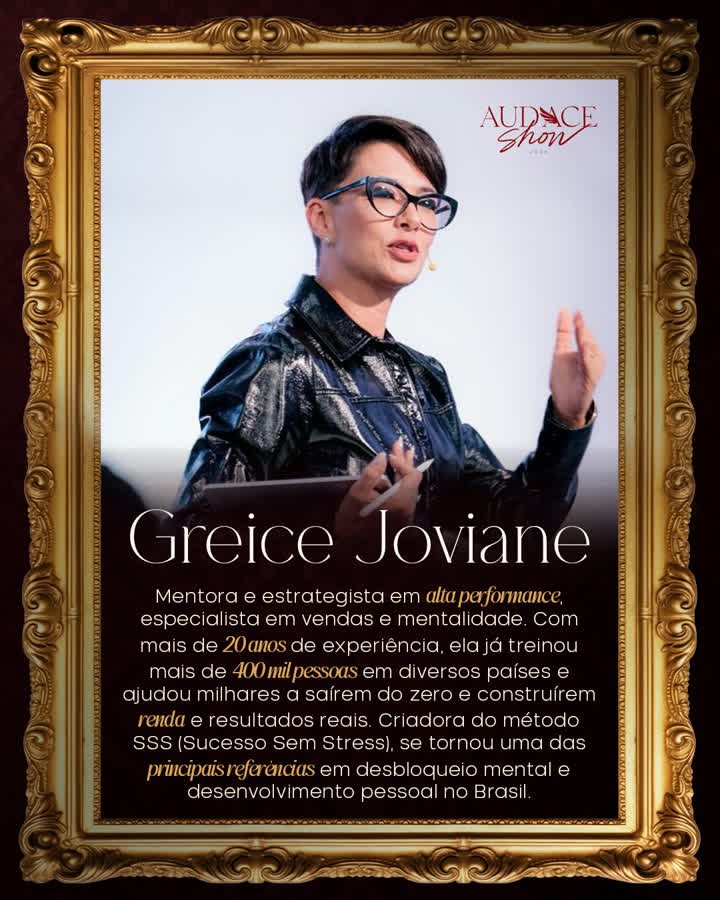 AUDACE
Show
Greice Joviane
Mentora e estrategista em alta performance,
especialista em vendas e mentalidade. Com
mais de 20 anos de experiência, ela já treinou
mais de 400 mil pessoas em diversos países e
ajudou milhares a saírem do zero e construírem
renda e resultados reais. Criadora do método
SSS (Sucesso Sem Stress), se tornou uma das
principais referências em desbloqueio mental e
desenvolvimento pessoal no Brasil.